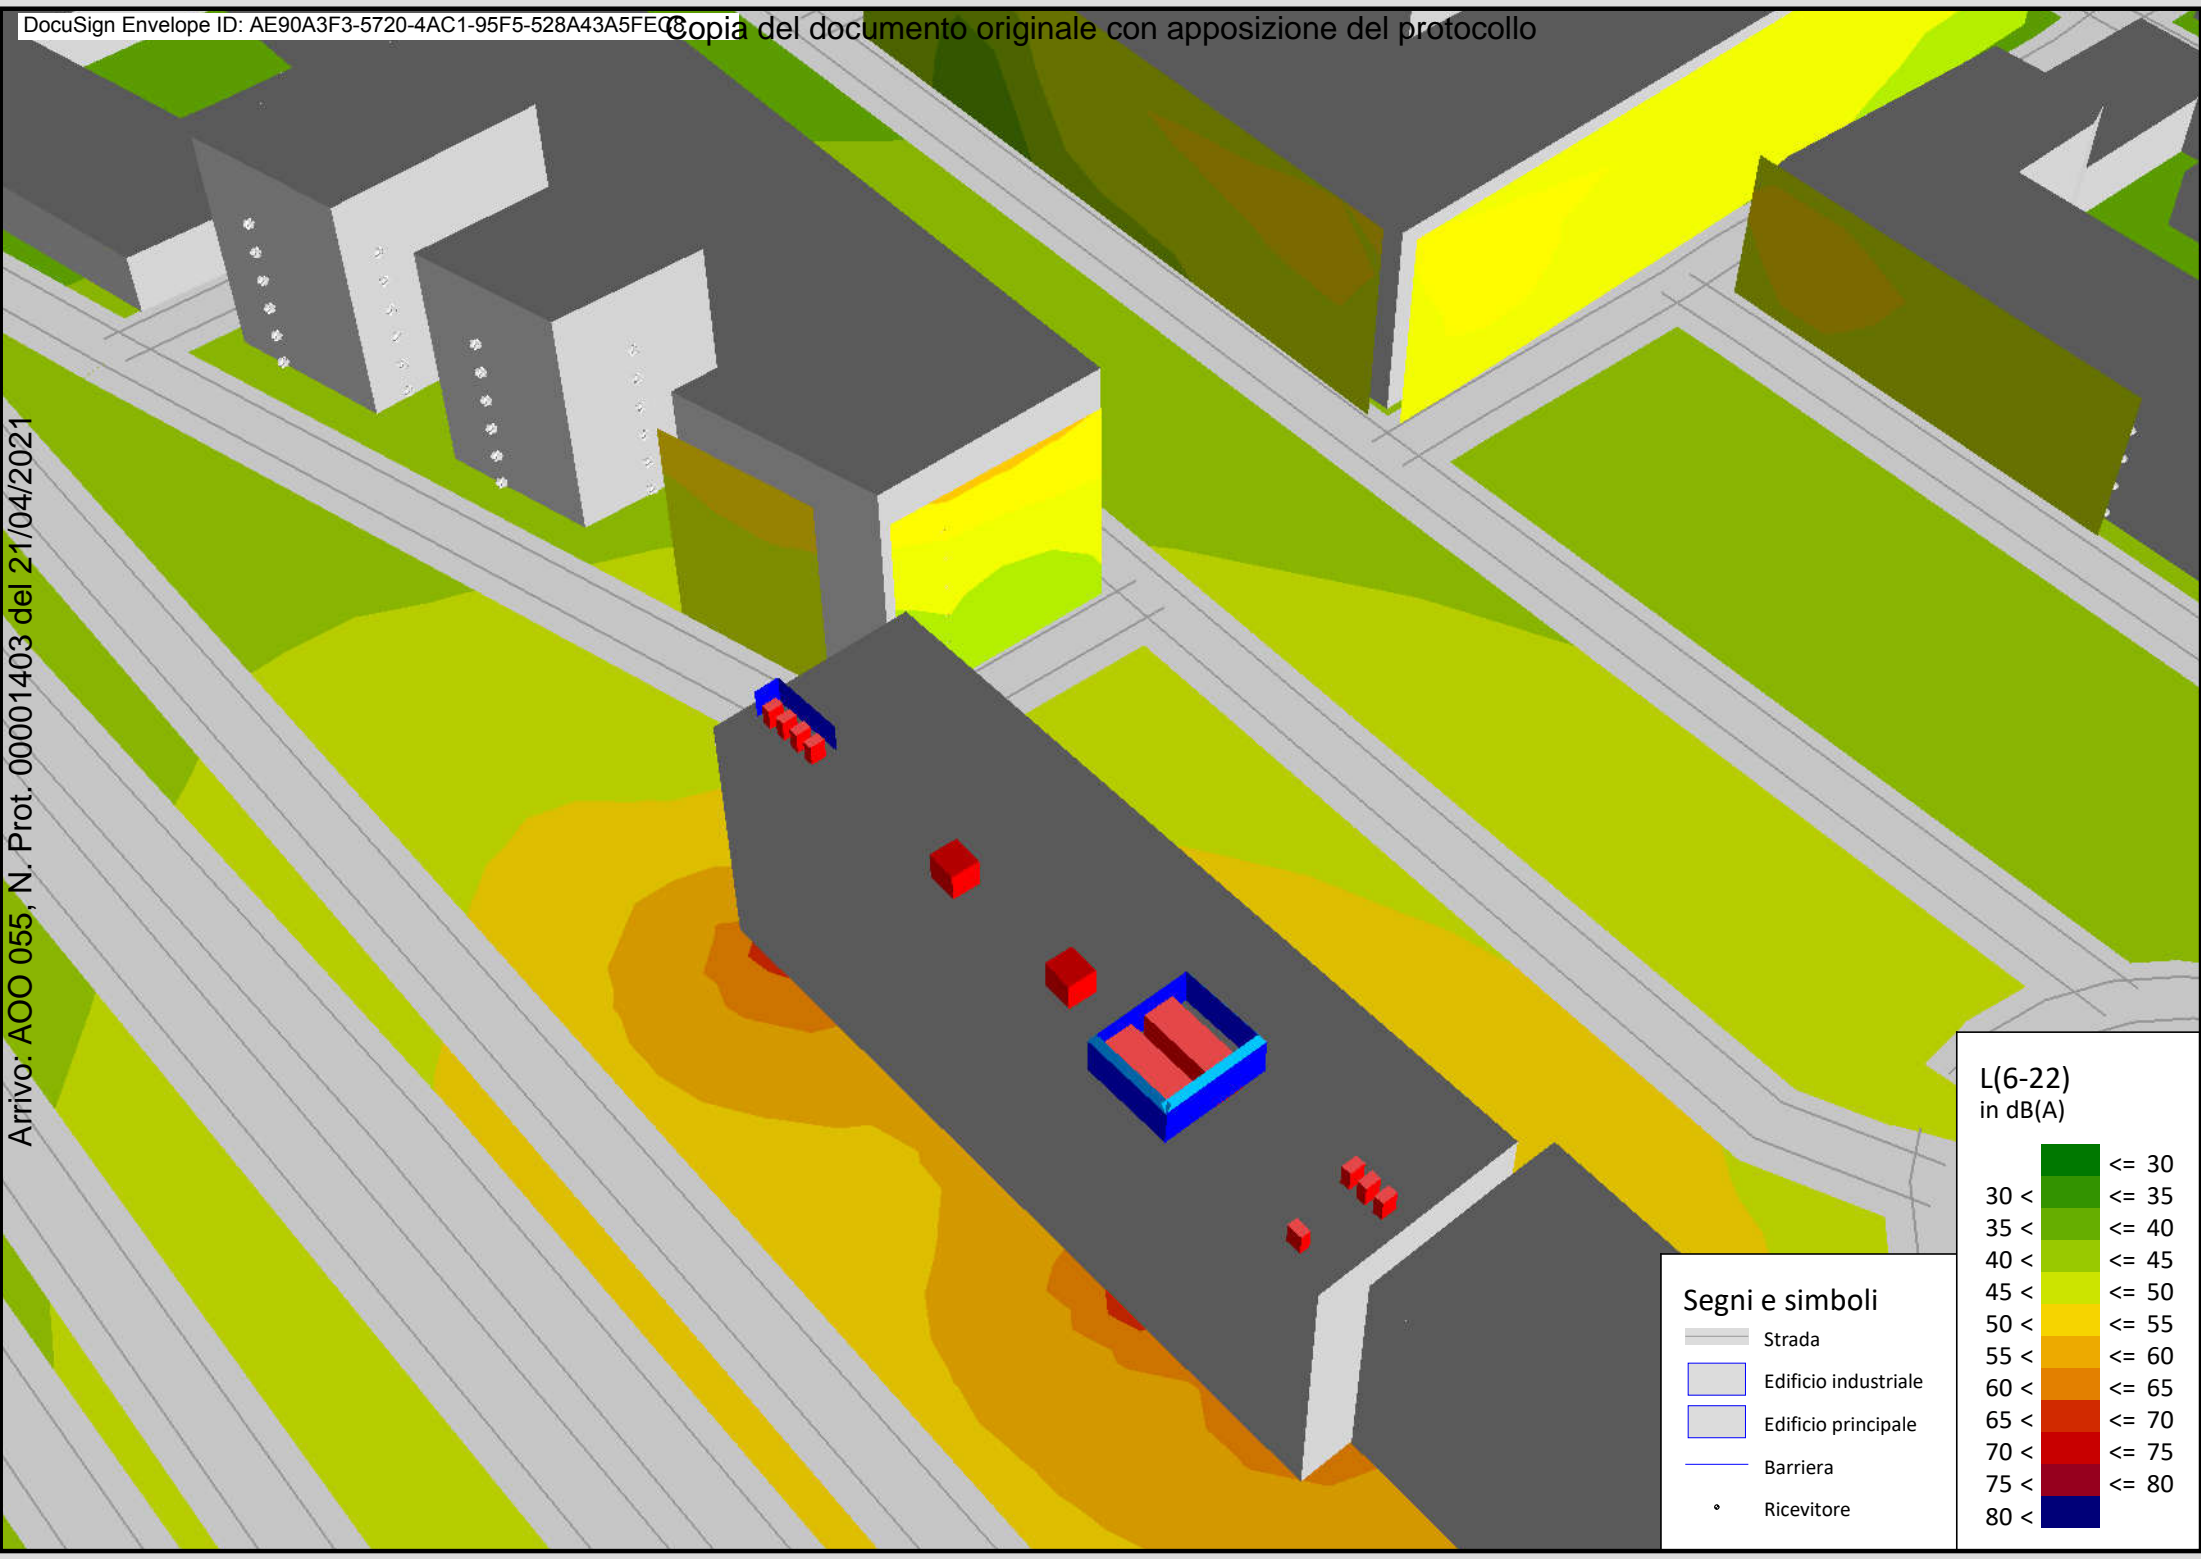 DocuSign Envelope ID: AE90A3F3-5720-4AC1-95F5-528A43A5FEC8
Copia del documento originale con apposizione del protocollo
Arrivo: AOO 055, N. Prot. 00001403 del 21/04/2021
Segni e simboli
Strada
Edificio industriale
Edificio principale
Barriera
Ricevitore
L(6-22)
in dB(A)
<= 30
30 < <= 35
35 < <= 40
40 < <= 45
45 < <= 50
50 < <= 55
55 < <= 60
60 < <= 65
65 < <= 70
70 < <= 75
75 < <= 80
80 <